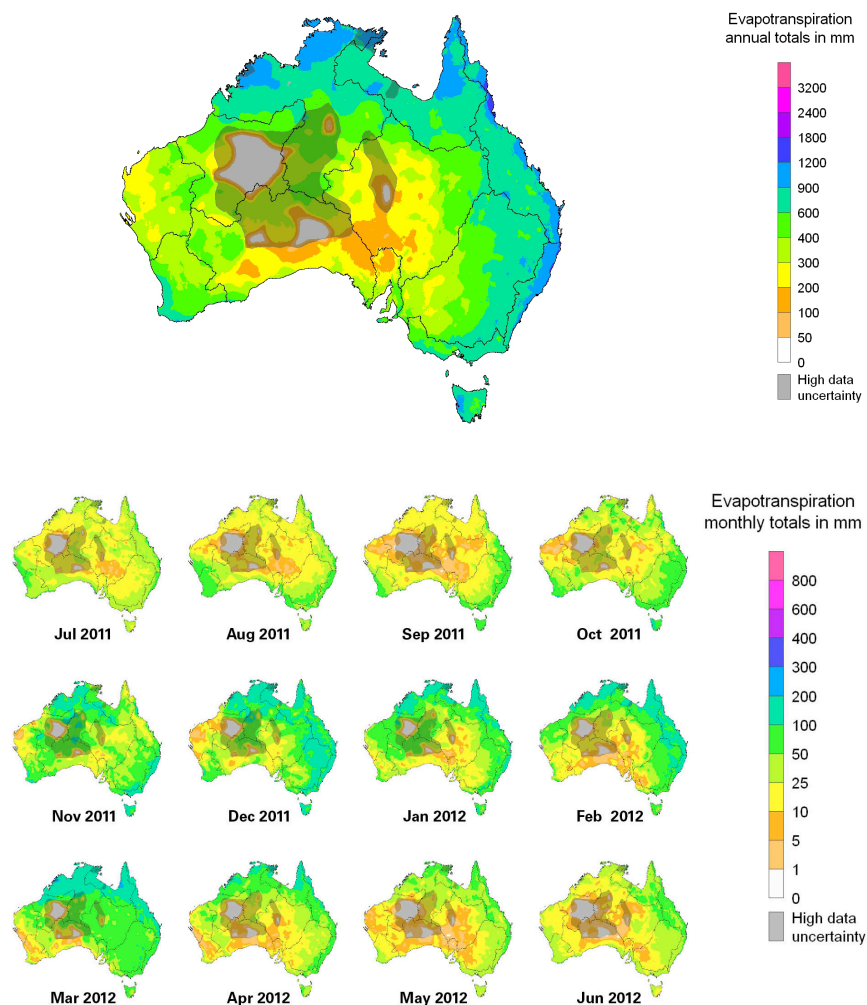 Evapotranspiration
annual totals in mm
3200
2400
1800
1200
900
600
400
300
200
100
50
0
High data
uncertainty
Evapotranspiration
monthly totals in mm
Jul 2011
Aug 2011
Sep 2011
Oct 2011
800
600
400
300
200
100
50
25
10
5
1
0
High data
uncertainty
Nov 2011
Dec 2011
Jan 2012
Feb 2012
Mar 2012
Apr 2012
May 2012
Jun 2012